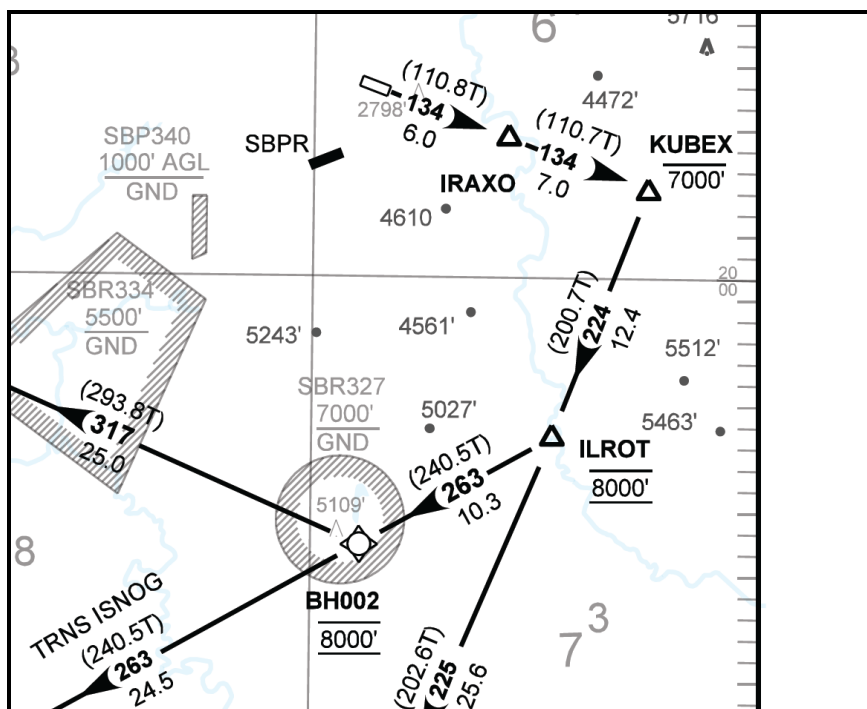 5716
6
(110.8T)
134
6.0
2798'
4472'
(110.7T)
134
7.0
KUBEX
7000'
SBP340
1000' AGL
GND
SBPR
IRAXO
4610
20
00
SBR334
5500'
GND
(200.7T)
224
12.4
5243'
4561'
5512'
SBR327
7000'
GND
5027'
5463'
(293.8T)
317
25.0
(240.5T)
263
10.3
ILROT
8000'
5109'
8
BH002
8000'
TRNS ISNOG
(240.5T)
263
24.5
(202.6T)
225
25.6
7
3